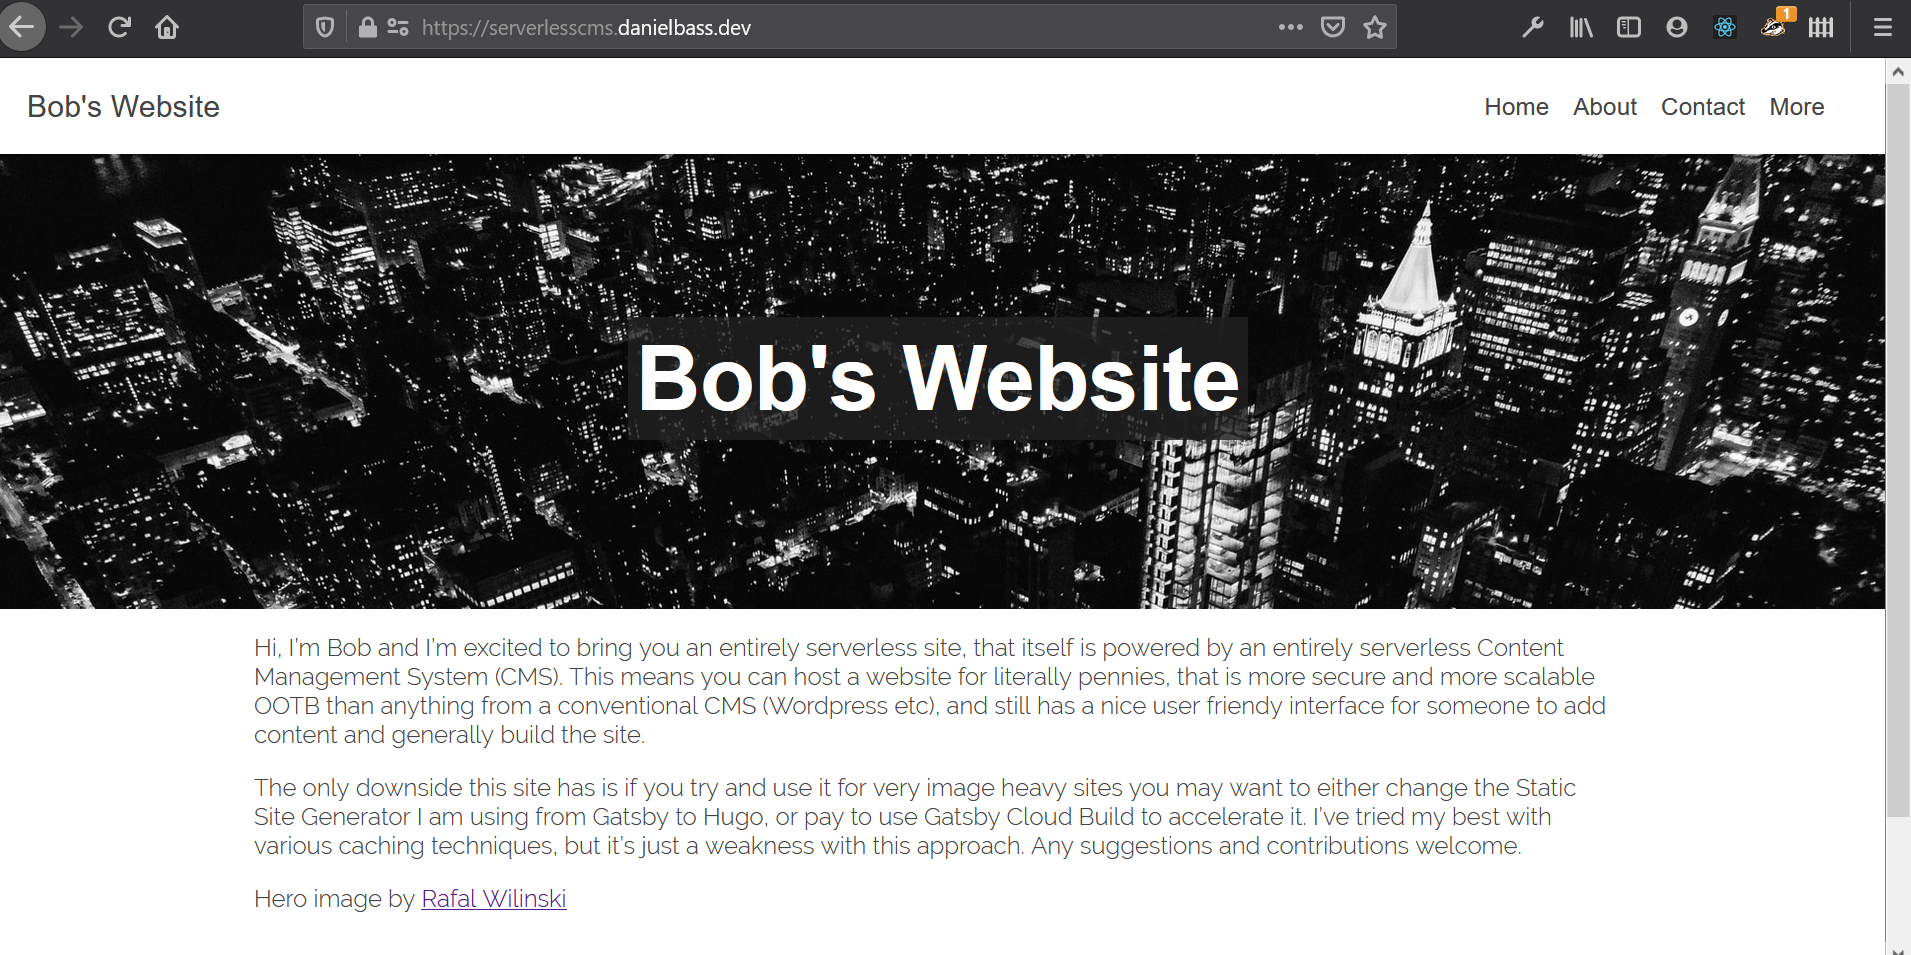 https://serverlesscms.danielbass.dev
1
Bob's Website
Home About Contact More
Bob's Website
Hi, I'm Bob and I'm excited to bring you an entirely serverless site, that itself is powered by an entirely serverless Content
Management System (CMS). This means you can host a website for literally pennies, that is more secure and more scalable
OOTB than anything from a conventional CMS (Wordpress etc), and still has a nice user friendy interface for someone to add
content and generally build the site.
The only downside this site has is if you try and use it for very image heavy sites you may want to either change the Static
Site Generator I am using from Gatsby to Hugo, or pay to use Gatsby Cloud Build to accelerate it. I've tried my best with
various caching techniques, but it's just a weakness with this approach. Any suggestions and contributions welcome.
Hero image by Rafal Wilinski